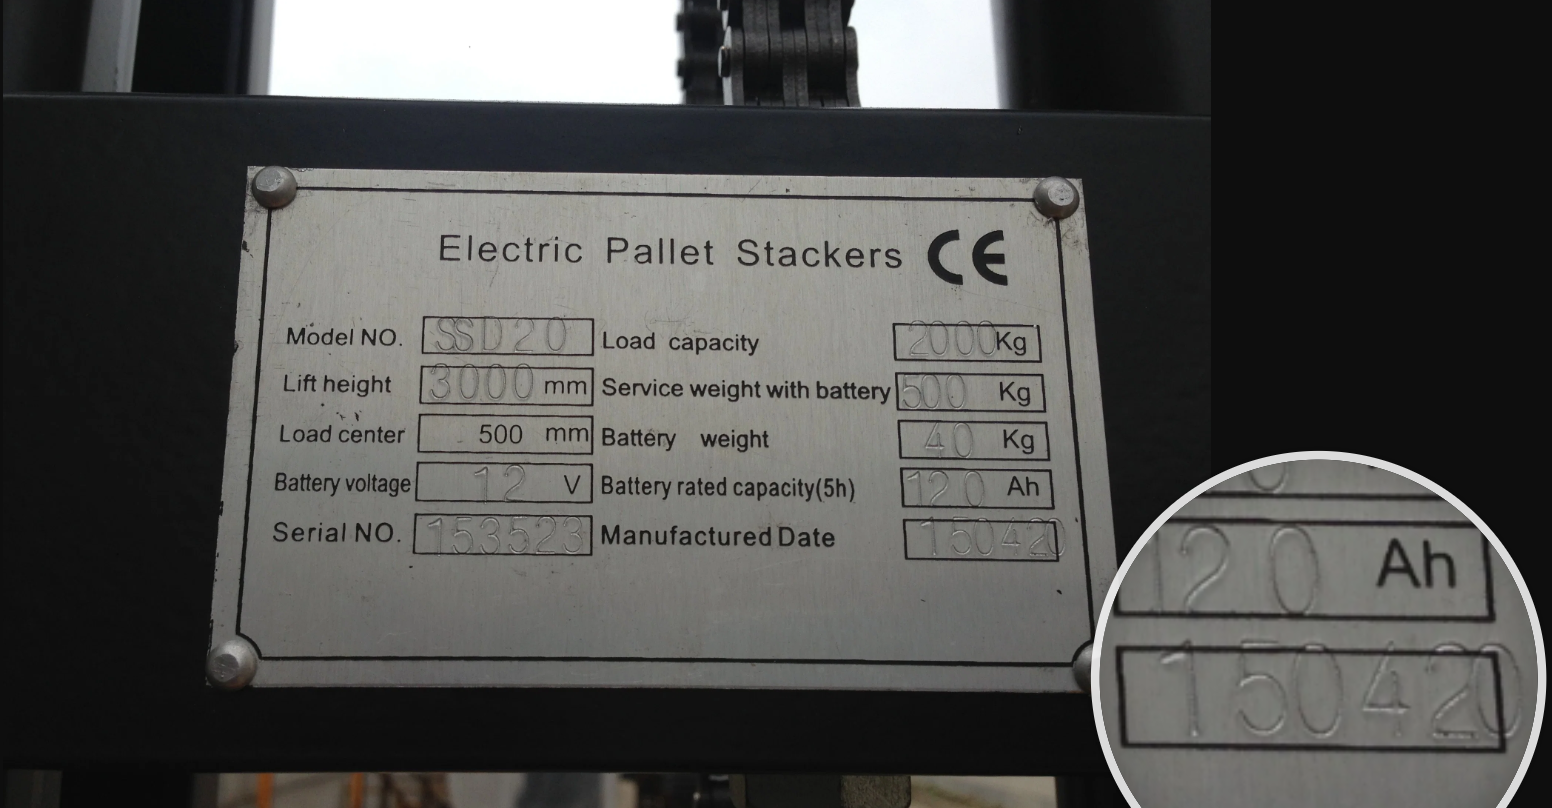 Electric Pallet Stackers CE
Model NO. SSD20 Load capacity 2000Kg
Lift height 3000 mm Service weight with battery 500 Kg
Load center 500 mm Battery weight 40 Kg
Battery voltage 12 V Battery rated capacity(5h) 120 Ah
Serial NO. 153523 Manufactured Date 150420
120 Ah
150420